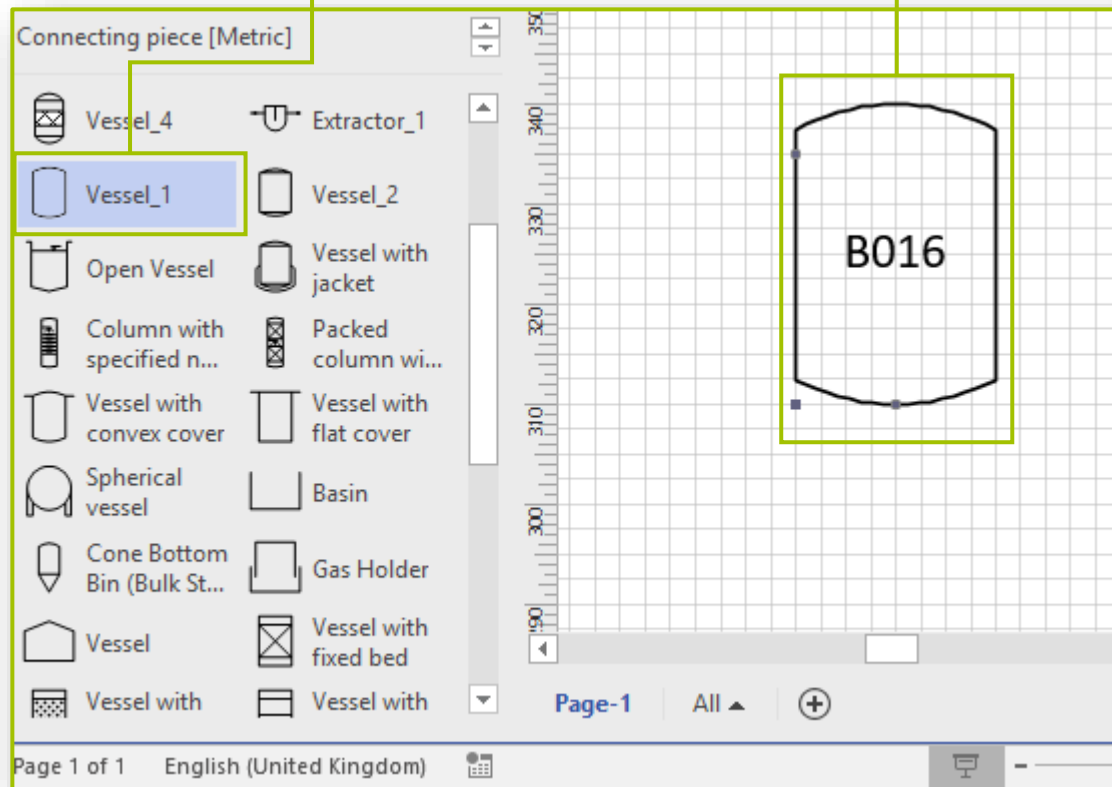 Connecting piece [Metric]
Vessel_4
Extractor_1
Vessel_1
Vessel_2
Open Vessel
Vessel with
jacket
Column with
specified n...
Packed
column wi...
Vessel with
convex cover
Vessel with
flat cover
Spherical
vessel
Basin
Cone Bottom
Bin (Bulk St...
Gas Holder
Vessel
Vessel with
fixed bed
Vessel with
Vessel with
350
340
330
320
310
300
B016
Page-1
All
Page 1 of 1
English (United Kingdom)